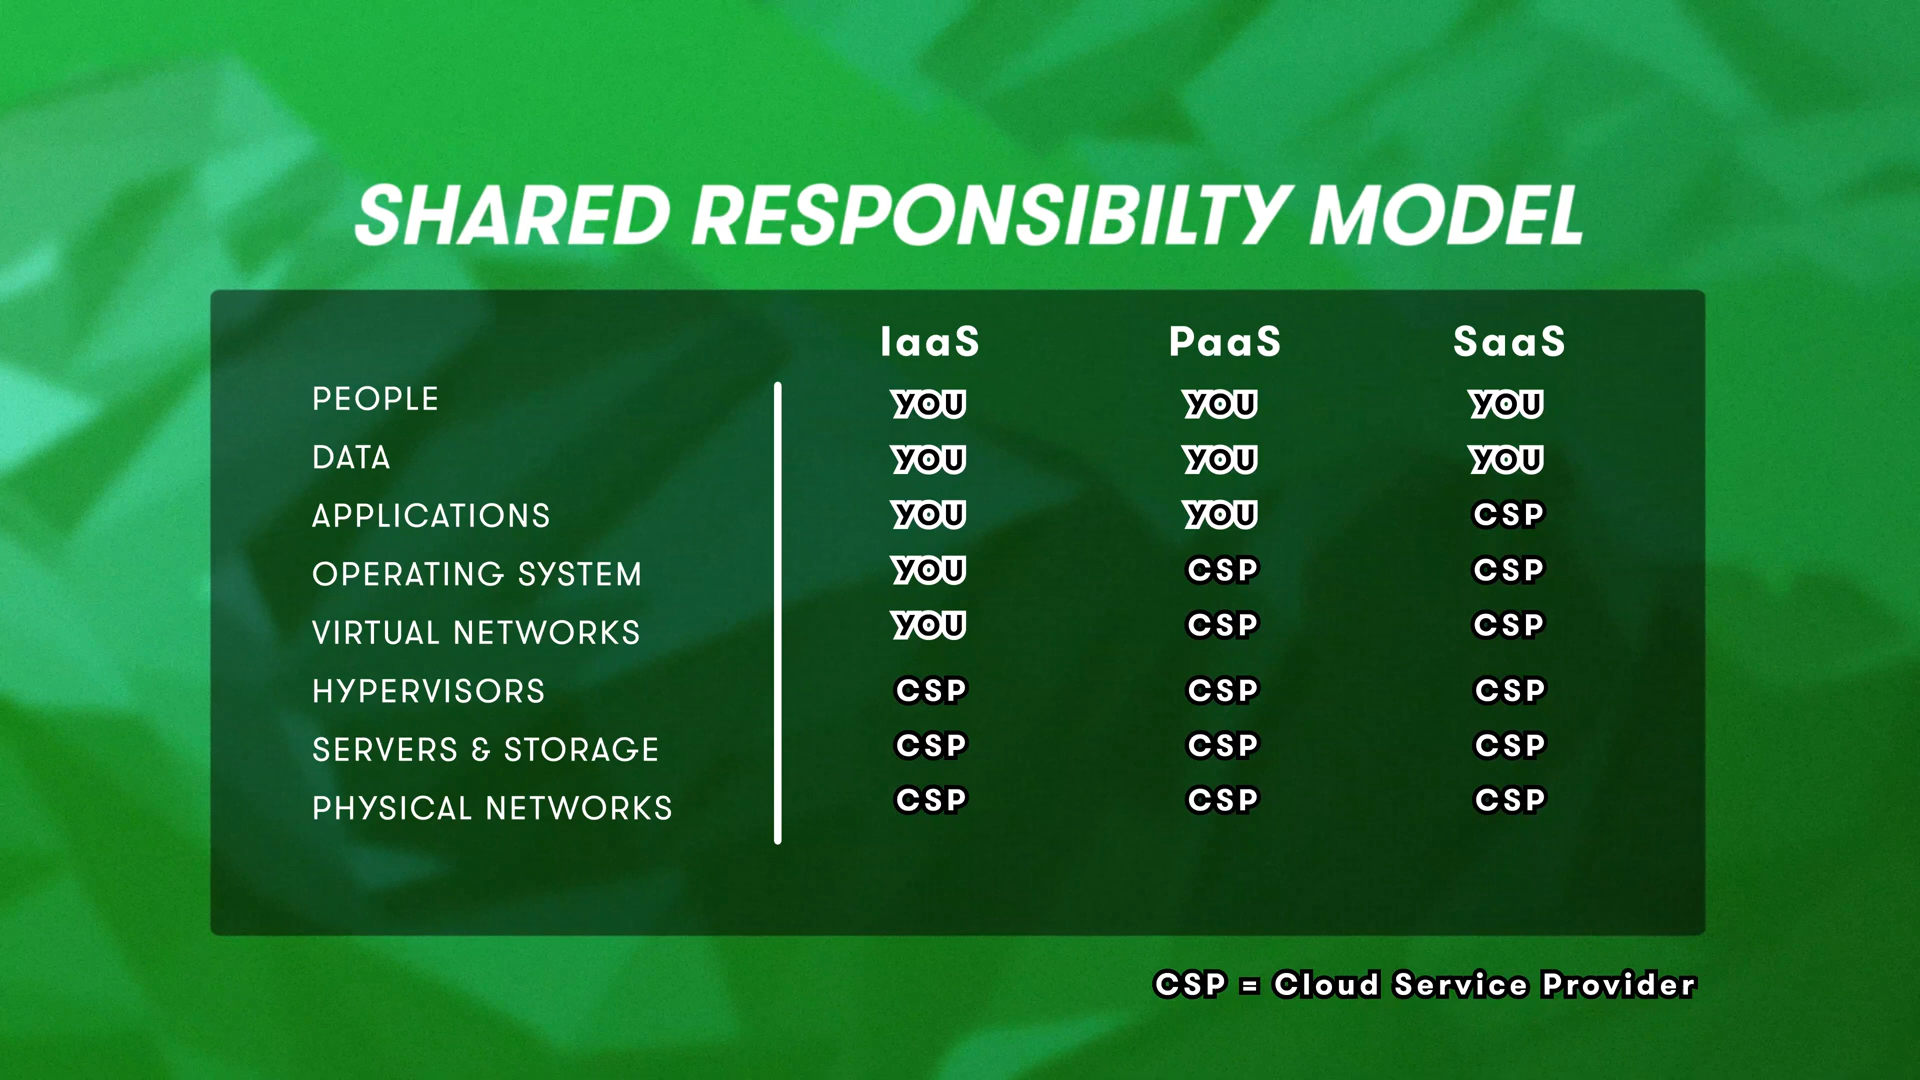 SHARED RESPONSIBILTY MODEL
IaaS PaaS SaaS
PEOPLE YOU YOU YOU
DATA YOU YOU YOU
APPLICATIONS YOU YOU CSP
OPERATING SYSTEM YOU CSP CSP
VIRTUAL NETWORKS YOU CSP CSP
HYPERVISORS CSP CSP CSP
SERVERS & STORAGE CSP CSP CSP
PHYSICAL NETWORKS CSP CSP CSP
CSP = Cloud Service Provider